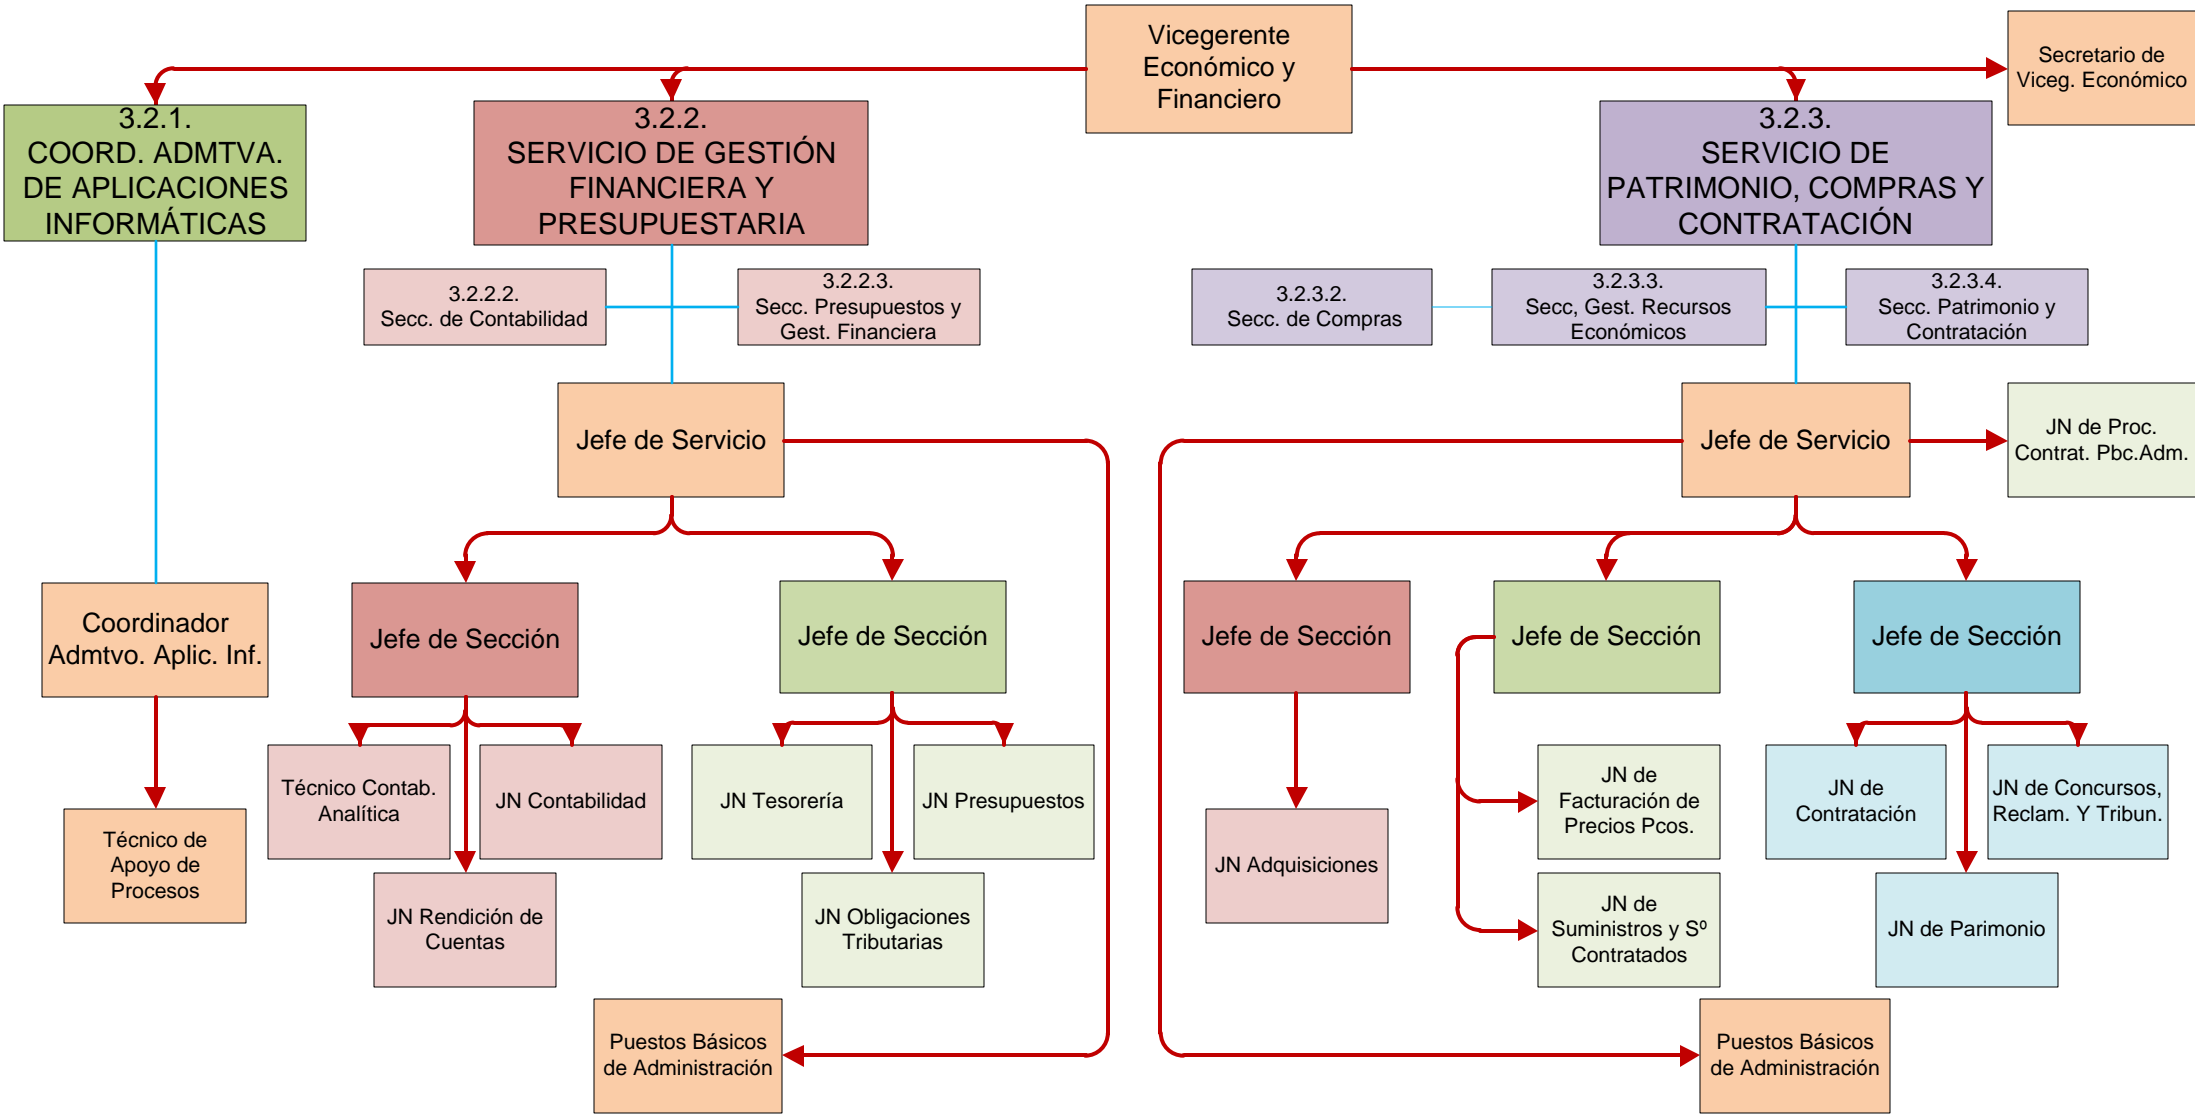 Vicegerente
Económico y
Financiero
Secretario de
Viceg. Económico
3.2.1.
COORD. ADMTVA.
DE APLICACIONES
INFORMÁTICAS
3.2.2.
SERVICIO DE GESTIÓN
FINANCIERA Y
PRESUPUESTARIA
3.2.3.
SERVICIO DE
PATRIMONIO, COMPRAS Y
CONTRATACIÓN
3.2.2.2.
Secc. de Contabilidad
3.2.2.3.
Secc. Presupuestos y
Gest. Financiera
3.2.3.2.
Secc. de Compras
3.2.3.3.
Secc, Gest. Recursos
Económicos
3.2.3.4.
Secc. Patrimonio y
Contratación
Jefe de Servicio
Jefe de Servicio
JN de Proc.
Contrat. Pbc.Adm.
Coordinador
Admtvo. Aplic. Inf.
Jefe de Sección
Jefe de Sección
Jefe de Sección
Jefe de Sección
Jefe de Sección
Técnico de
Apoyo de
Procesos
Técnico Contab.
Analítica
JN Contabilidad
JN Tesorería
JN Presupuestos
JN Rendición de
Cuentas
JN Obligaciones
Tributarias
JN Adquisiciones
JN de
Facturación de
Precios Pcos.
JN de
Suministros y Sº
Contratados
JN de
Contratación
JN de Concursos,
Reclam. Y Tribun.
JN de Parimonio
Puestos Básicos
de Administración
Puestos Básicos
de Administración